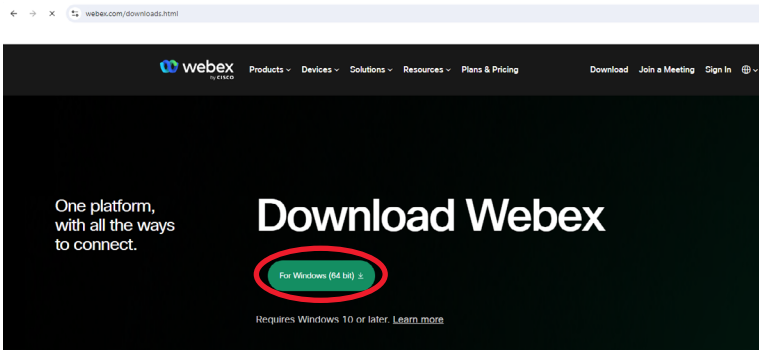 webex.com/downloads.html
webex Products Devices Solutions Resources Plans & Pricing Download Join a Meeting Sign In
by CISCO
One platform,
with all the ways
to connect.
Download Webex
For Windows (64 bit)
Requires Windows 10 or later. Learn more